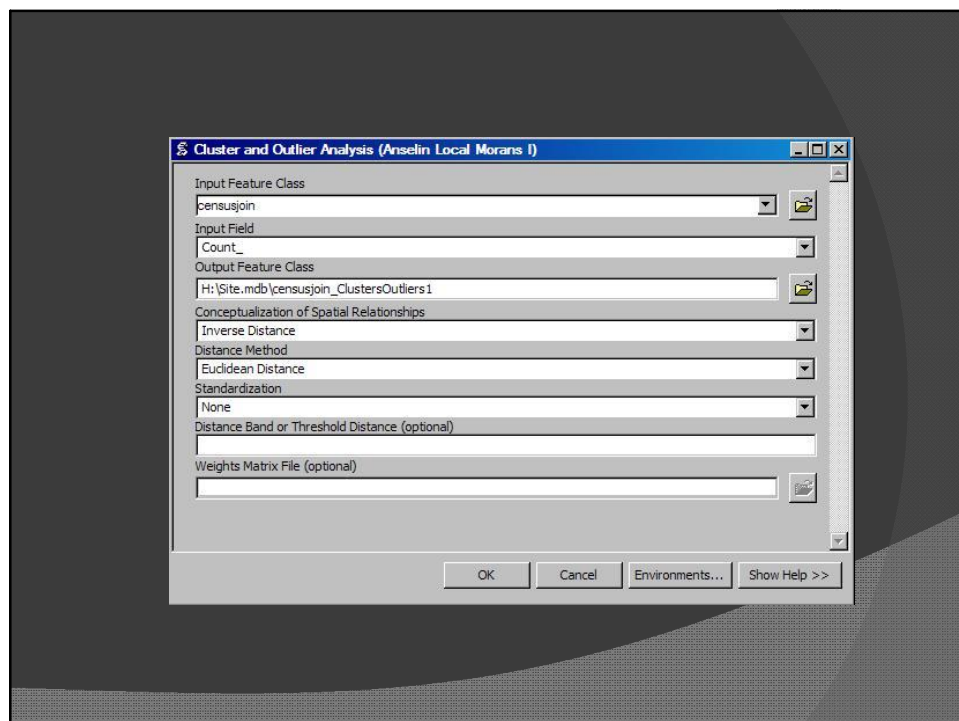 Cluster and Outlier Analysis (Anselin Local Morans I)
Input Feature Class
censusjoin
Input Field
Count_
Output Feature Class
H:\Site.mdb\censusjoin_ClustersOutliers1
Conceptualization of Spatial Relationships
Inverse Distance
Distance Method
Euclidean Distance
Standardization
None
Distance Band or Threshold Distance (optional)
Weights Matrix File (optional)
OK Cancel Environments... Show Help >>